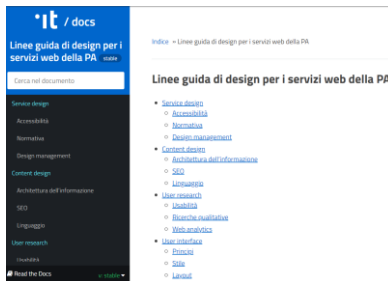 ·it / docs
Linee guida di design per i
servizi web della PA stable
Cerca nel documento
Service design
Accessibilità
Normativa
Design management
Content design
Architettura dell'informazione
SEO
Linguaggio
User research
Usabilità
Read the Docs
v: stable
Indice » Linee guida di design per i servizi web della PA
Linee guida di design per i servizi web della PA
Service design
Accessibilità
Normativa
Design management
Content design
Architettura dell'informazione
SEO
Linguaggio
User research
Usabilità
Ricerche qualitative
Web analytics
User interface
Principi
Stile
Layout